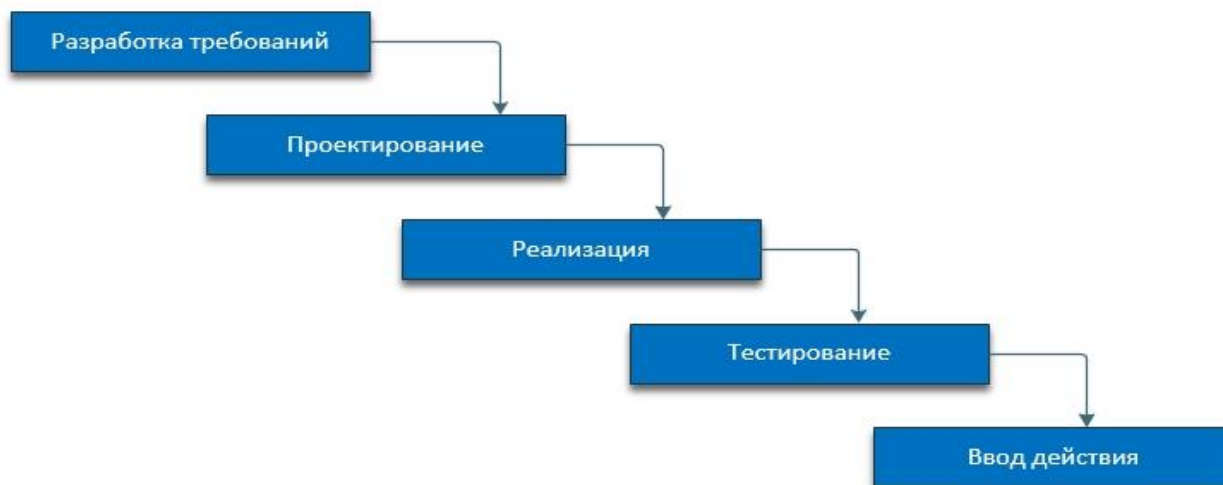 Разработка требований
Проектирование
Реализация
Тестирование
Ввод действия